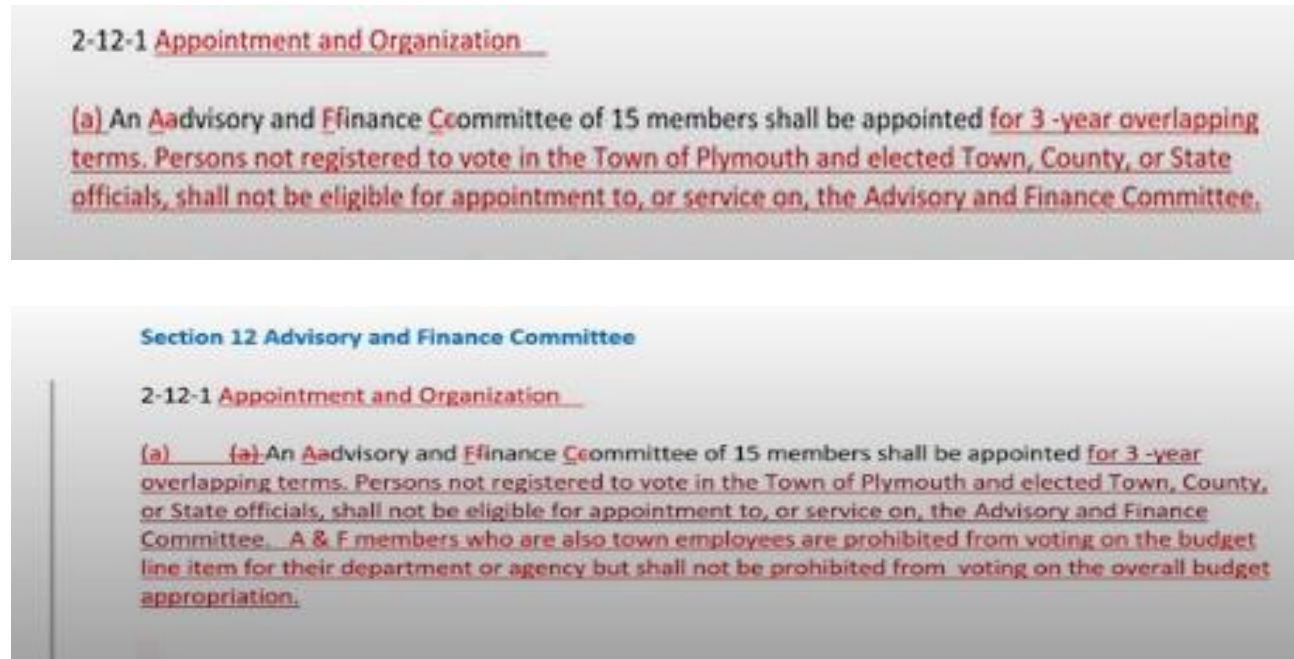 2-12-1 Appointment and Organization
(a) An Aadvisory and Ffinance Ccommittee of 15 members shall be appointed for 3 -year overlapping
terms. Persons not registered to vote in the Town of Plymouth and elected Town, County, or State
officials, shall not be eligible for appointment to, or service on, the Advisory and Finance Committee.
Section 12 Advisory and Finance Committee
2-12-1 Appointment and Organization
(a) (a) An Aadvisory and Ffinance Ccommittee of 15 members shall be appointed for 3 -year
overlapping terms. Persons not registered to vote in the Town of Plymouth and elected Town, County,
or State officials, shall not be eligible for appointment to, or service on, the Advisory and Finance
Committee. A & F members who are also town employees are prohibited from voting on the budget
line item for their department or agency but shall not be prohibited from voting on the overall budget
appropriation.